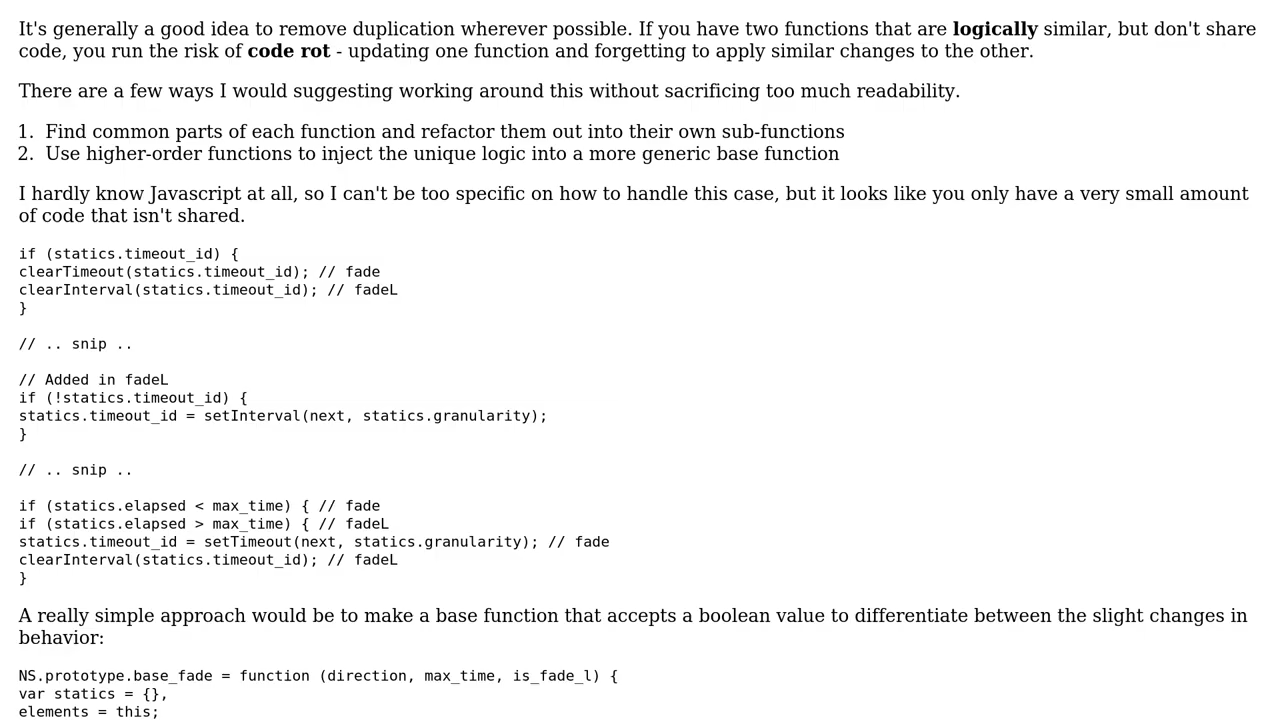 It's generally a good idea to remove duplication wherever possible. If you have two functions that are logically similar, but don't share
code, you run the risk of code rot - updating one function and forgetting to apply similar changes to the other.
There are a few ways I would suggesting working around this without sacrificing too much readability.
1. Find common parts of each function and refactor them out into their own sub-functions
2. Use higher-order functions to inject the unique logic into a more generic base function
I hardly know Javascript at all, so I can't be too specific on how to handle this case, but it looks like you only have a very small amount
of code that isn't shared.
if (statics.timeout_id) {
clearTimeout(statics.timeout_id); // fade
clearInterval(statics.timeout_id); // fadeL
}
// .. snip ..
// Added in fadeL
if (!statics.timeout_id) {
statics.timeout_id = setInterval(next, statics.granularity);
}
// .. snip ..
if (statics.elapsed < max_time) { // fade
if (statics.elapsed > max_time) { // fadeL
statics.timeout_id = setTimeout(next, statics.granularity); // fade
clearInterval(statics.timeout_id); // fadeL
}
A really simple approach would be to make a base function that accepts a boolean value to differentiate between the slight changes in
behavior:
NS.prototype.base_fade = function (direction, max_time, is_fade_l) {
var statics = {},
elements = this;